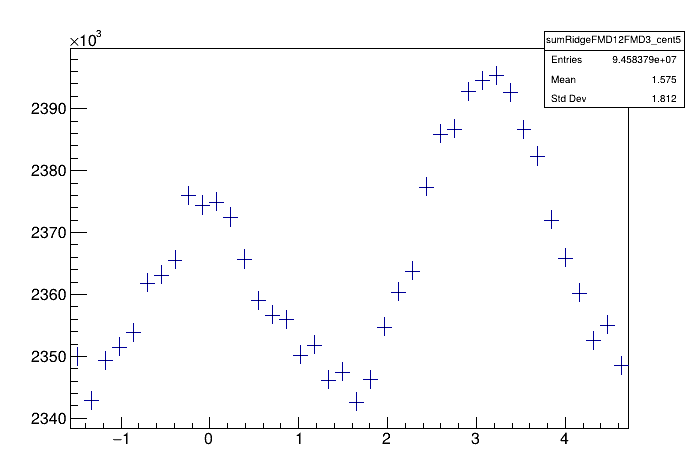 ×10³
sumRidgeFMD12FMD3_cent5
Entries 9.458379e+07
Mean 1.575
Std Dev 1.812
2390
2380
2370
2360
2350
2340
−1 0 1 2 3 4